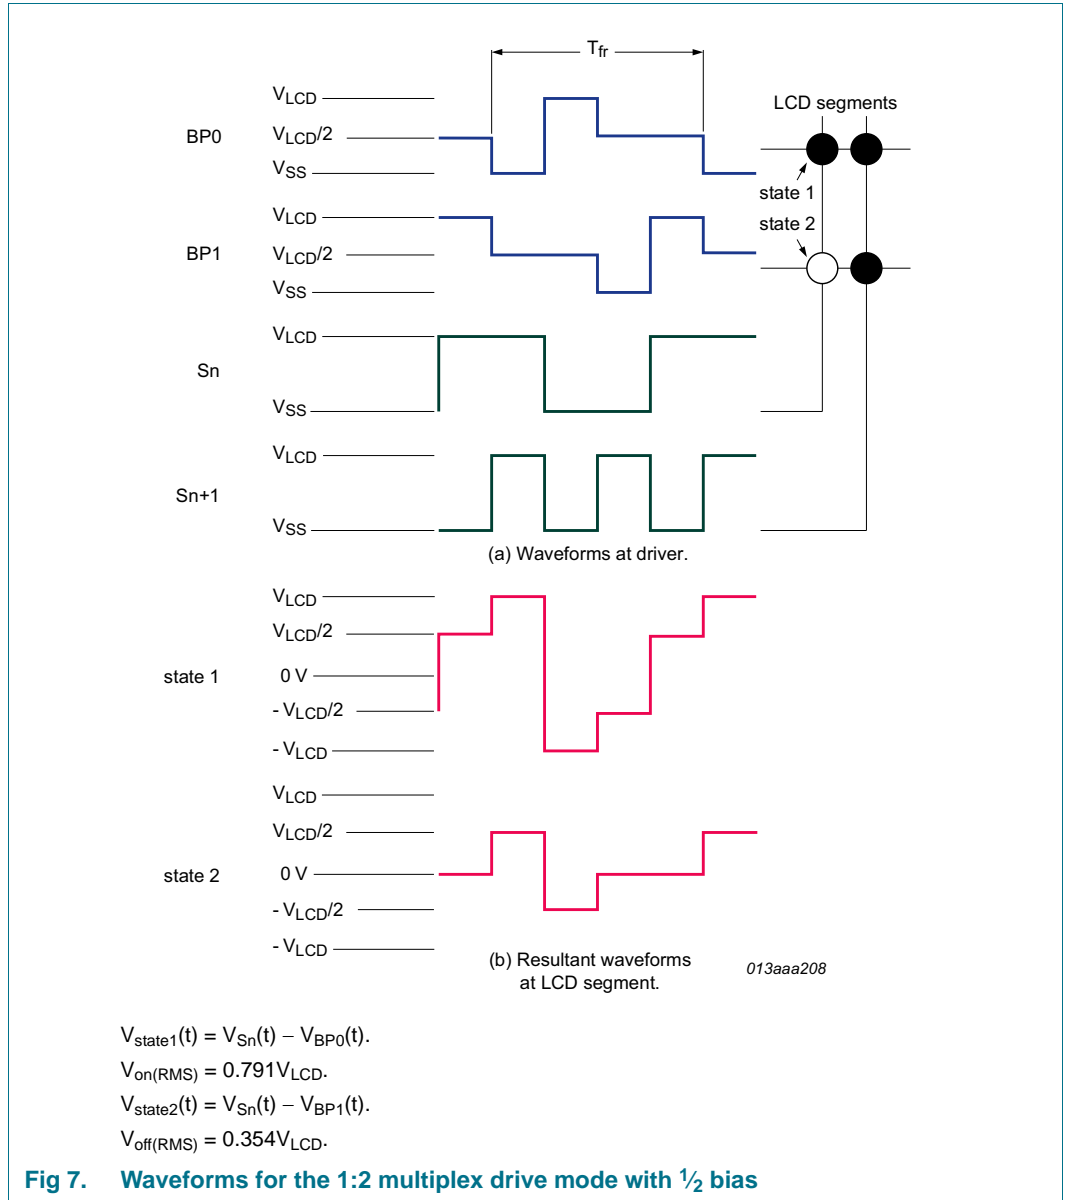 Tfr
VLCD
LCD segments
BP0
VLCD/2
VSS
state 1
VLCD
state 2
BP1
VLCD/2
VSS
VLCD
Sn
VSS
VLCD
Sn+1
VSS
(a) Waveforms at driver.
VLCD
VLCD/2
state 1
0 V
- VLCD/2
- VLCD
VLCD
VLCD/2
state 2
0 V
- VLCD/2
- VLCD
(b) Resultant waveforms
at LCD segment.
013aaa208
Vstate1(t) = VSn(t) − VBP0(t).
Von(RMS) = 0.791VLCD.
Vstate2(t) = VSn(t) − VBP1(t).
Voff(RMS) = 0.354VLCD.
Fig 7. Waveforms for the 1:2 multiplex drive mode with 1⁄2 bias